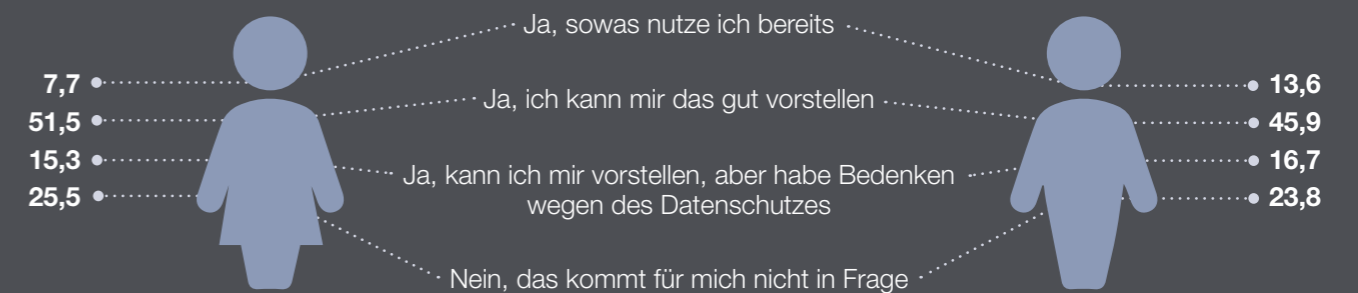 Ja, sowas nutze ich bereits
7,7
13,6
Ja, ich kann mir das gut vorstellen
51,5
45,9
15,3
16,7
Ja, kann ich mir vorstellen, aber habe Bedenken
wegen des Datenschutzes
25,5
23,8
Nein, das kommt für mich nicht in Frage